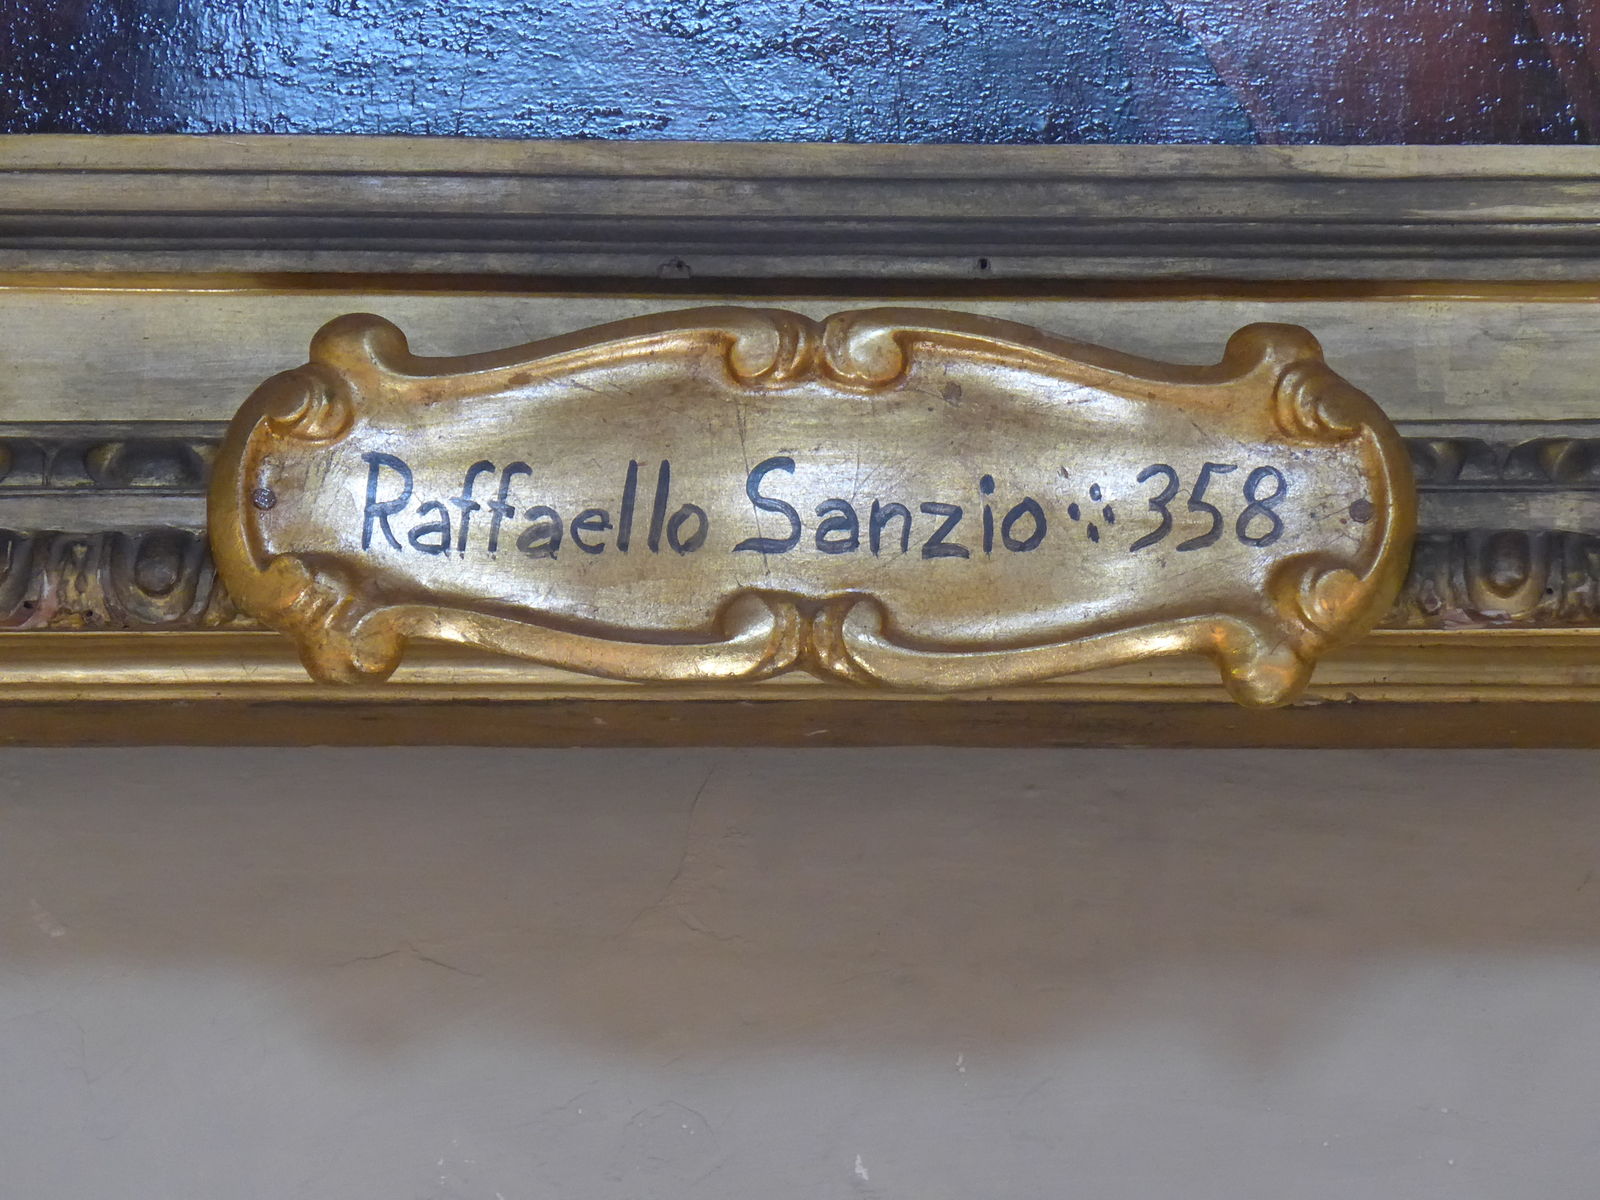 Raffaello Sanzio ⁘ 358